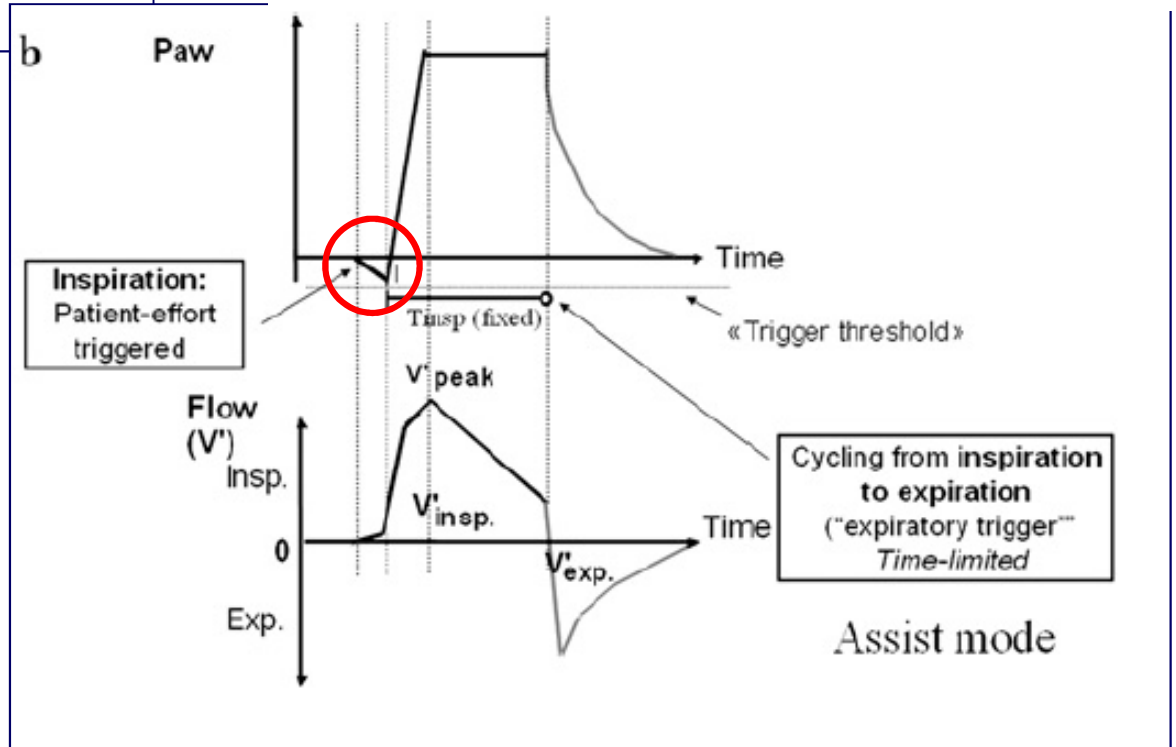 b
Paw
Time
Inspiration:
Patient-effort
triggered
Tinsp (fixed)
«Trigger threshold»
V' peak
Flow
(V')
Insp.
V'insp.
Time
0
V'exp.
Exp.
Cycling from inspiration
to expiration
("expiratory trigger""
Time-limited
Assist mode